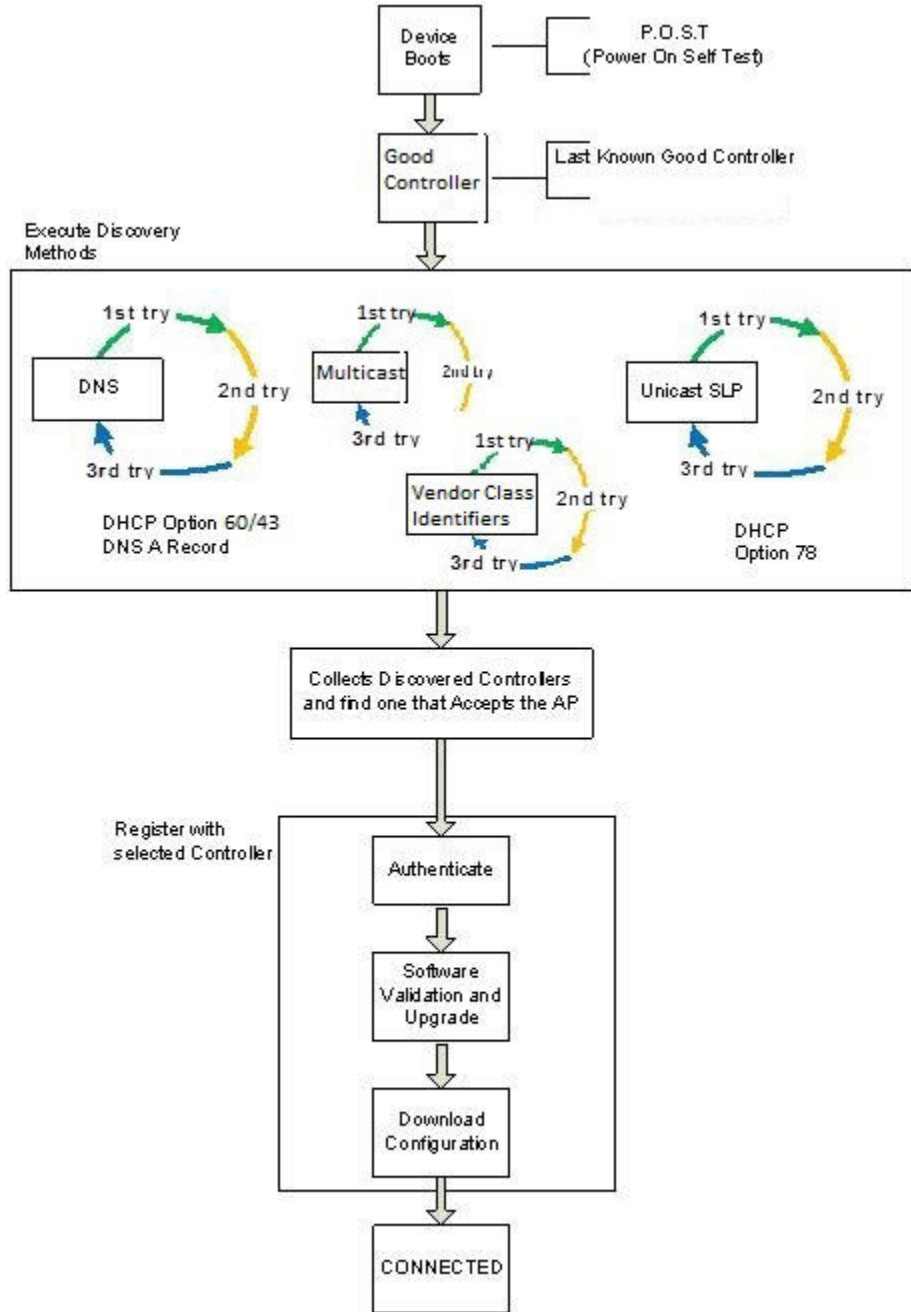 Device
Boots
P.O.S.T
(Power On Self Test)
Good
Controller
Last Known Good Controller
Execute Discovery
Methods
1st try
DNS
2nd try
3rd try
DHCP Option 60/43
DNS A Record
1st try
Multicast
2nd try
3rd try
1st try
Vendor Class
Identifiers
2nd try
3rd try
1st try
Unicast SLP
2nd try
3rd try
DHCP
Option 78
Collects Discovered Controllers
and find one that Accepts the AP
Register with
selected Controller
Authenticate
Software
Validation and
Upgrade
Download
Configuration
CONNECTED